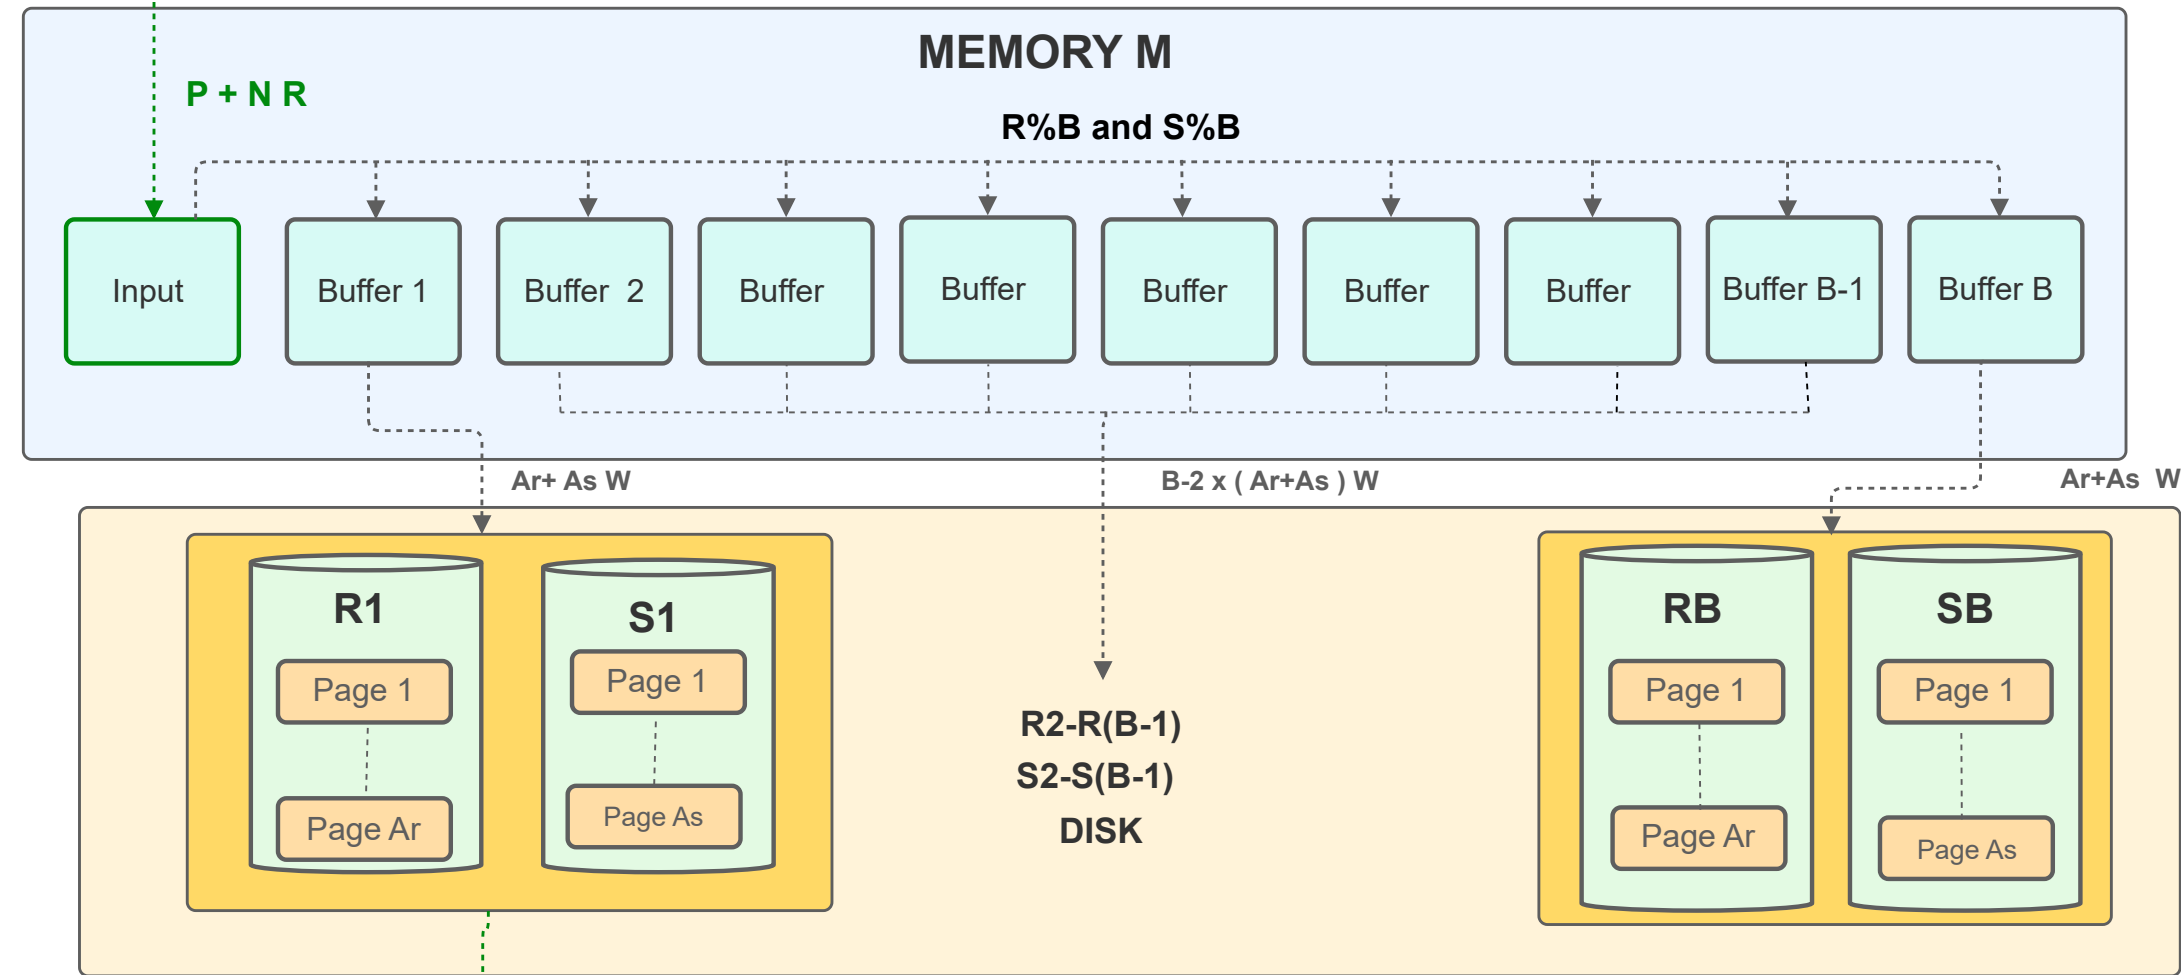 MEMORY M
P + N R
R%B and S%B
Input
Buffer 1
Buffer 2
Buffer
Buffer
Buffer
Buffer
Buffer
Buffer B-1
Buffer B
Ar+ As W
B-2 x ( Ar+As ) W
Ar+As W
R1
Page 1
Page Ar
S1
Page 1
Page As
R2-R(B-1)
S2-S(B-1)
DISK
RB
Page 1
Page Ar
SB
Page 1
Page As